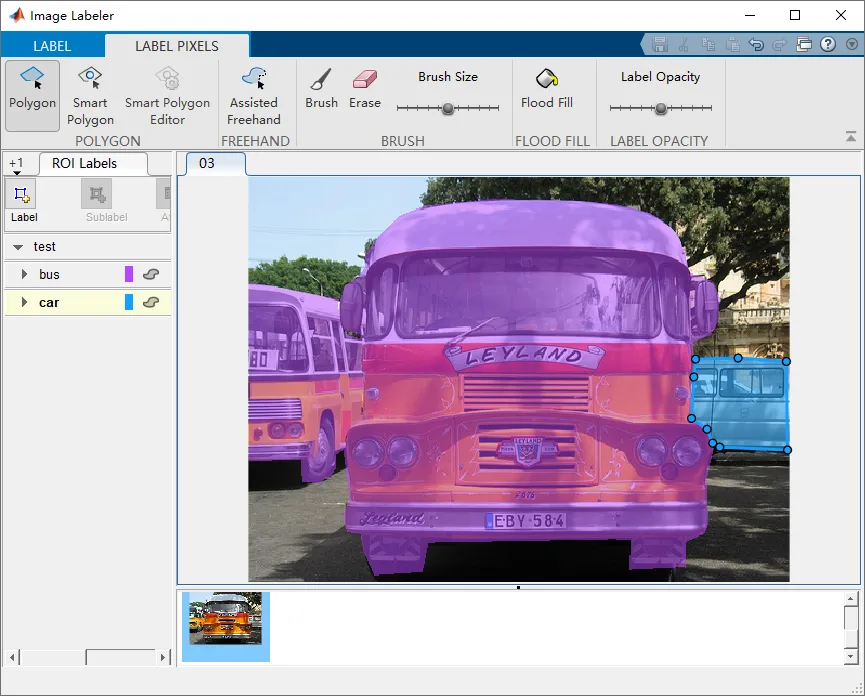 Image Labeler
LABEL
LABEL PIXELS
Polygon
Smart Polygon
Smart Polygon Editor
Assisted Freehand
Brush
Erase
Brush Size
Flood Fill
Label Opacity
POLYGON
FREEHAND
BRUSH
FLOOD FILL
LABEL OPACITY
+1
ROI Labels
03
Label
Sublabel
test
bus
car
LEYLAND
LEYLAND
Leyland
EBY·584